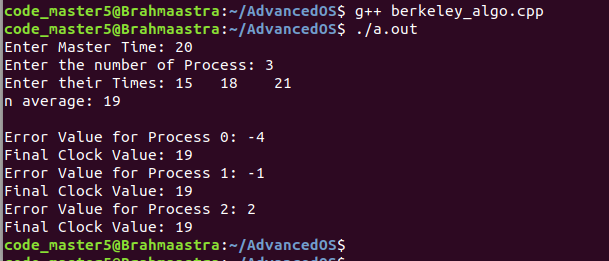 code_master5@Brahmaastra:~/AdvancedOS$ g++ berkeley_algo.cpp
code_master5@Brahmaastra:~/AdvancedOS$ ./a.out
Enter Master Time: 20
Enter the number of Process: 3
Enter their Times: 15   18    21
n average: 19

Error Value for Process 0: -4
Final Clock Value: 19
Error Value for Process 1: -1
Final Clock Value: 19
Error Value for Process 2: 2
Final Clock Value: 19
code_master5@Brahmaastra:~/AdvancedOS$